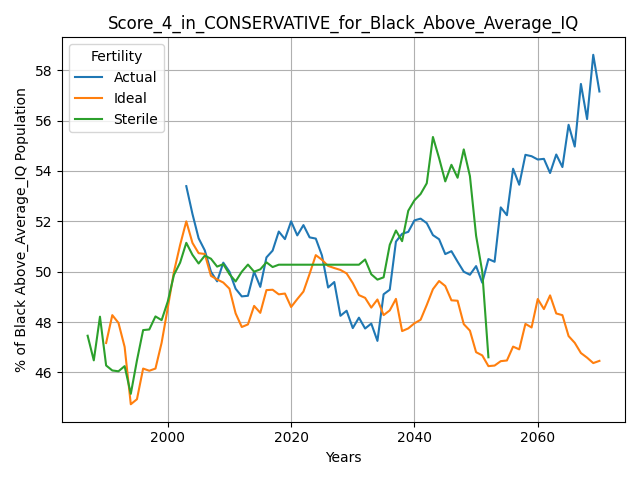 Score_4_in_CONSERVATIVE_for_Black_Above_Average_IQ
Fertility
Actual
Ideal
Sterile
% of Black Above_Average_IQ Population
58
56
54
52
50
48
46
2000
2020
2040
2060
Years